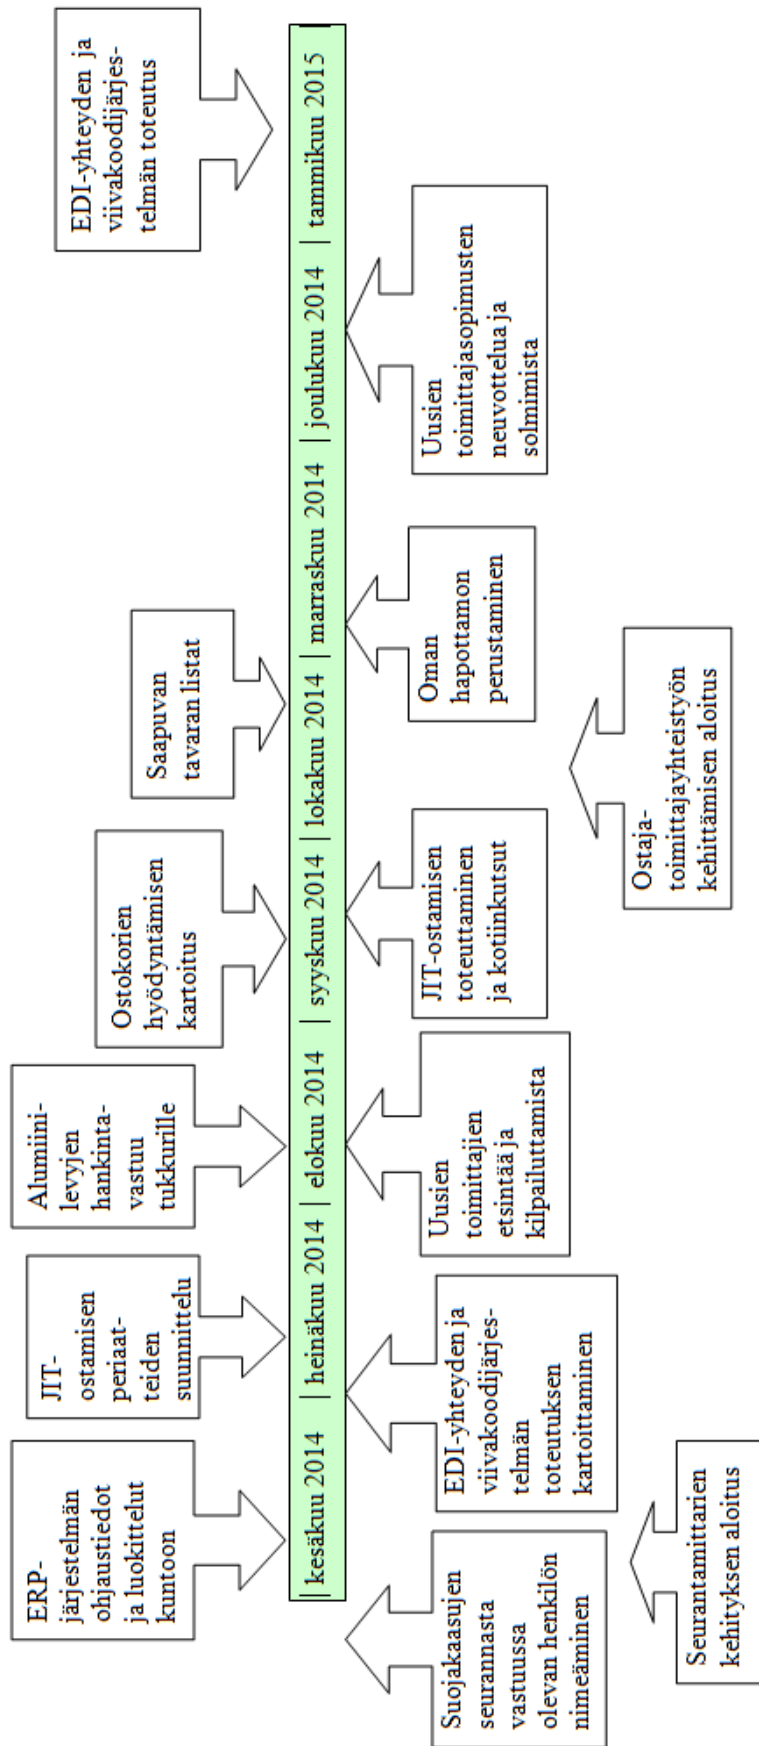 ERP-
järjestelmän
ohjaustiedot
ja luokittelut
kuntoon
JIT-
ostamisen
periaat-
teiden
suunnittelu
Alumiini-
levyjen
hankinta-
vastuu
tukkurille
Ostokorien
hyödyntämisen
kartoitus
Saapuvan
tavaran listat
EDI-yhteyden ja
viivakoodijärjes-
telmän toteutus
| kesäkuu 2014 | heinäkuu 2014 | elokuu 2014 | syyskuu 2014 | lokakuu 2014 | marraskuu 2014 | joulukuu 2014 | tammikuu 2015 |
Suojakaasujen
seurannasta
vastuussa
olevan henkilön
nimeäminen
EDI-yhteyden ja
viivakoodijärjes-
telmän
toteutuksen
kartoittaminen
Uusien
toimittajien
etsintää ja
kilpailuttamista
JIT-ostamisen
toteuttaminen
ja kotiinkutsut
Oman
hapottamon
perustaminen
Uusien
toimittajasopimusten
neuvottelua ja
solmimista
Seurantamittarien
kehityksen aloitus
Ostaja-
toimittajayhteistyön
kehittämisen aloitus